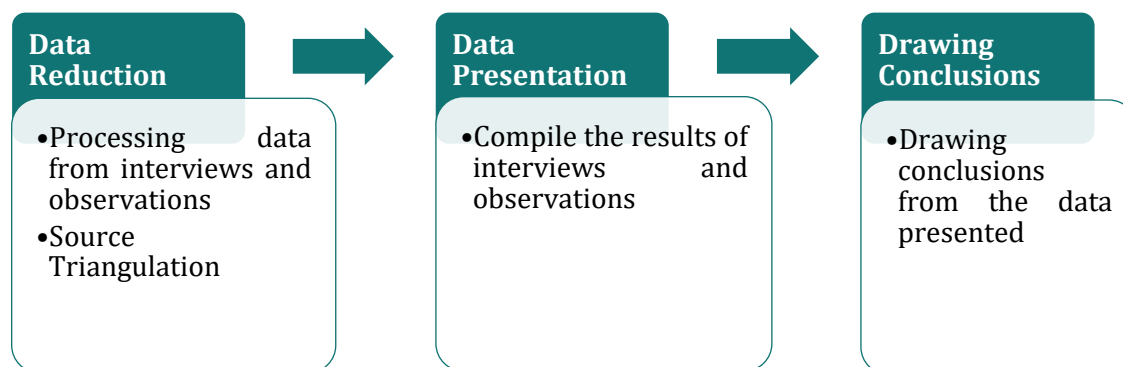 Data
Reduction
•Processing data
from interviews and
observations
•Source
Triangulation
Data
Presentation
•Compile the results of
interviews and
observations
Drawing
Conclusions
•Drawing
conclusions
from the data
presented